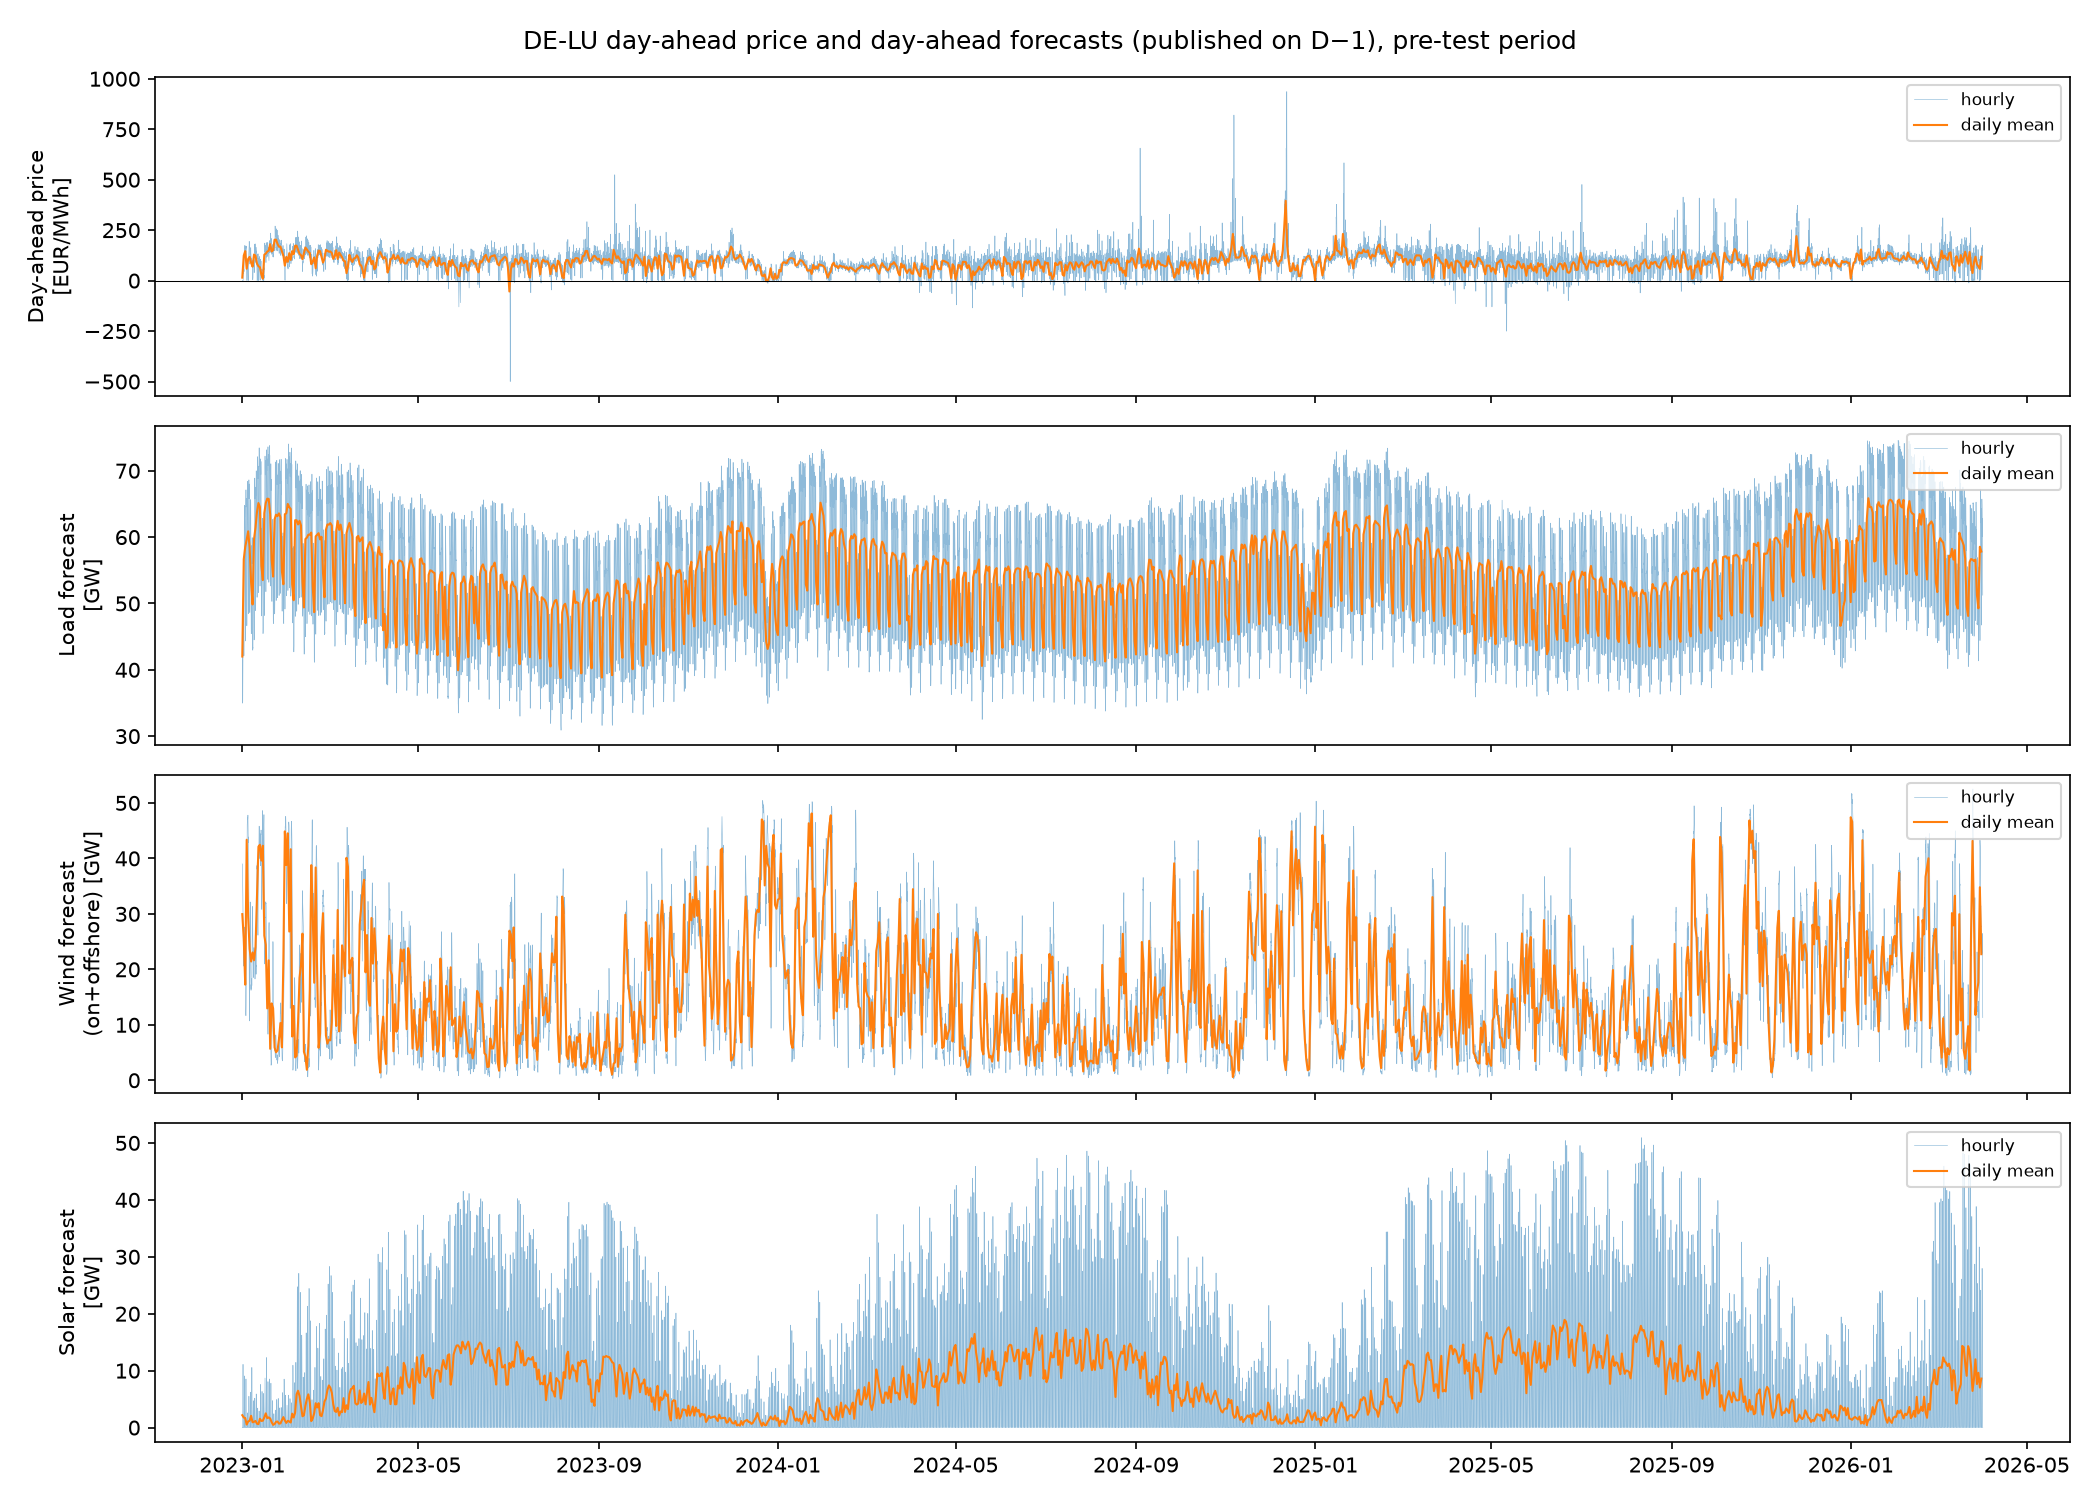 DE-LU day-ahead price and day-ahead forecasts (published on D−1), pre-test period
Day-ahead price
[EUR/MWh]
1000
750
500
250
0
−250
−500
hourly
daily mean
Load forecast
[GW]
70
60
50
40
30
hourly
daily mean
Wind forecast
(on+offshore) [GW]
50
40
30
20
10
0
hourly
daily mean
Solar forecast
[GW]
50
40
30
20
10
0
hourly
daily mean
2023-01
2023-05
2023-09
2024-01
2024-05
2024-09
2025-01
2025-05
2025-09
2026-01
2026-05